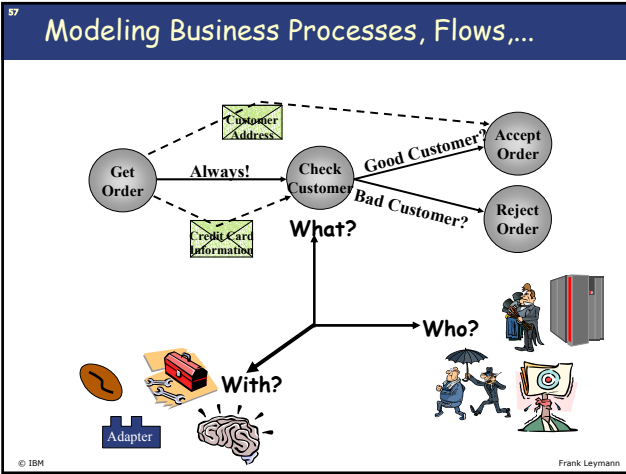 57
Modeling Business Processes, Flows,...
Customer
Address
Get
Order
Always!
Check
Customer
Good Customer?
Accept
Order
Bad Customer?
Reject
Order
Credit Card
Information
What?
Who?
With?
Adapter
© IBM
Frank Leymann